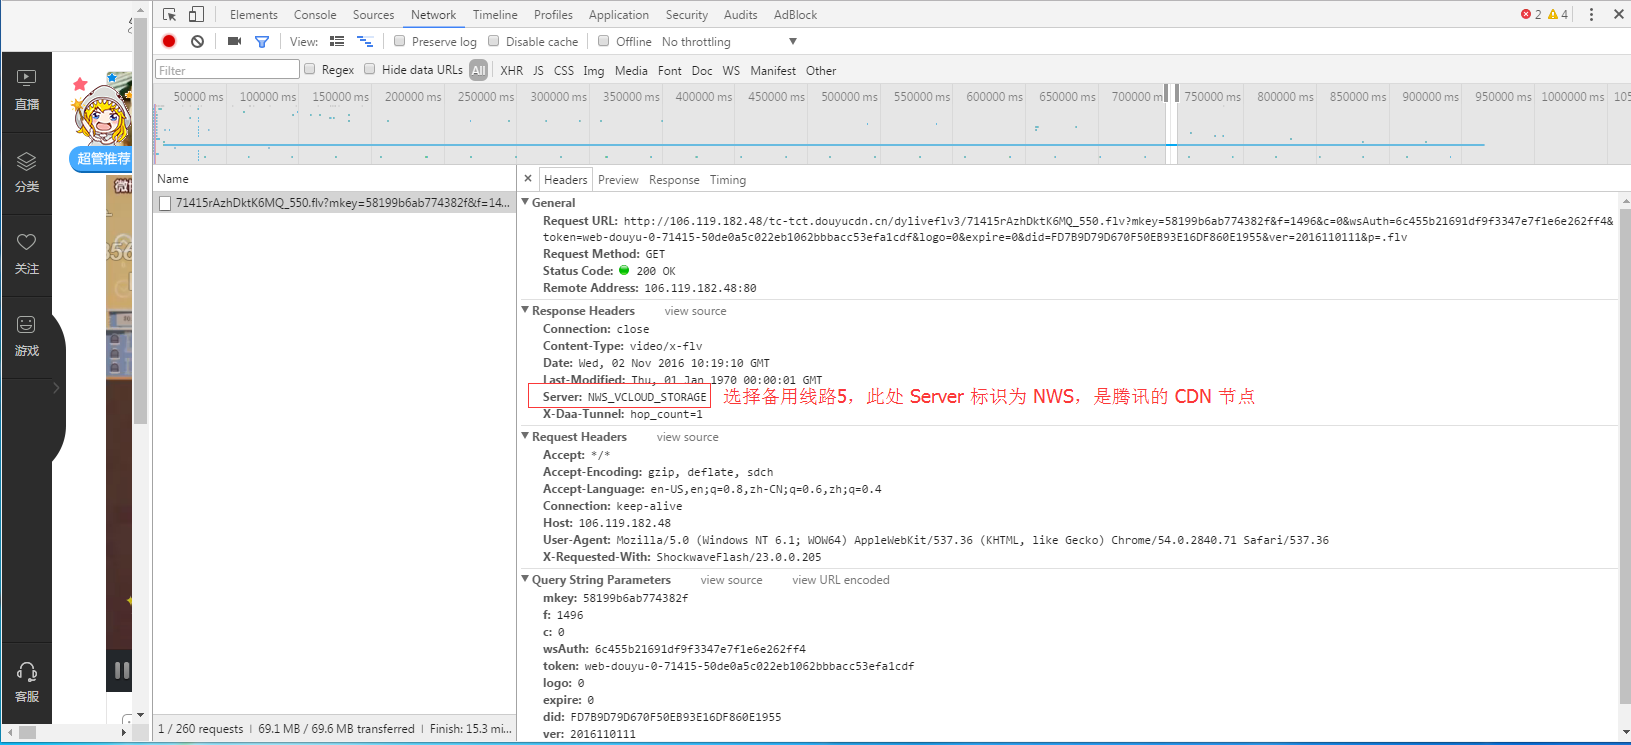 Elements Console Sources Network Timeline Profiles Application Security Audits AdBlock 2 4
View: Preserve log Disable cache Offline No throttling
Filter Regex Hide data URLs All XHR JS CSS Img Media Font Doc WS Manifest Other
50000 ms 100000 ms 150000 ms 200000 ms 250000 ms 300000 ms 350000 ms 400000 ms 450000 ms 500000 ms 550000 ms 600000 ms 650000 ms 700000 ms 750000 ms 800000 ms 850000 ms 900000 ms 950000 ms 1000000 ms 105
直播
超管推荐
分类
关注
游戏
客服
Name
71415rAzhDktK6MQ_550.flv?mkey=58199b6ab774382f&f=14...
1 / 260 requests | 69.1 MB / 69.6 MB transferred | Finish: 15.3 mi...
Headers Preview Response Timing
General
Request URL: http://106.119.182.48/tc-tct.douyucdn.cn/dyliveflv3/71415rAzhDktK6MQ_550.flv?mkey=58199b6ab774382f&f=1496&c=0&wsAuth=6c455b21691df9f3347e7f1e6e262ff4&
token=web-douyu-0-71415-50de0a5c022eb1062bbbacc53efa1cdf&logo=0&expire=0&did=FD7B9D79D670F50EB93E16DF860E1955&ver=2016110111&p=.flv
Request Method: GET
Status Code: 200 OK
Remote Address: 106.119.182.48:80
Response Headers view source
Connection: close
Content-Type: video/x-flv
Date: Wed, 02 Nov 2016 10:19:10 GMT
Last-Modified: Thu, 01 Jan 1970 00:00:01 GMT
Server: NWS_VCLOUD_STORAGE 选择备用线路5，此处 Server 标识为 NWS，是腾讯的 CDN 节点
X-Daa-Tunnel: hop_count=1
Request Headers view source
Accept: */*
Accept-Encoding: gzip, deflate, sdch
Accept-Language: en-US,en;q=0.8,zh-CN;q=0.6,zh;q=0.4
Connection: keep-alive
Host: 106.119.182.48
User-Agent: Mozilla/5.0 (Windows NT 6.1; WOW64) AppleWebKit/537.36 (KHTML, like Gecko) Chrome/54.0.2840.71 Safari/537.36
X-Requested-With: ShockwaveFlash/23.0.0.205
Query String Parameters view source view URL encoded
mkey: 58199b6ab774382f
f: 1496
c: 0
wsAuth: 6c455b21691df9f3347e7f1e6e262ff4
token: web-douyu-0-71415-50de0a5c022eb1062bbbacc53efa1cdf
logo: 0
expire: 0
did: FD7B9D79D670F50EB93E16DF860E1955
ver: 2016110111